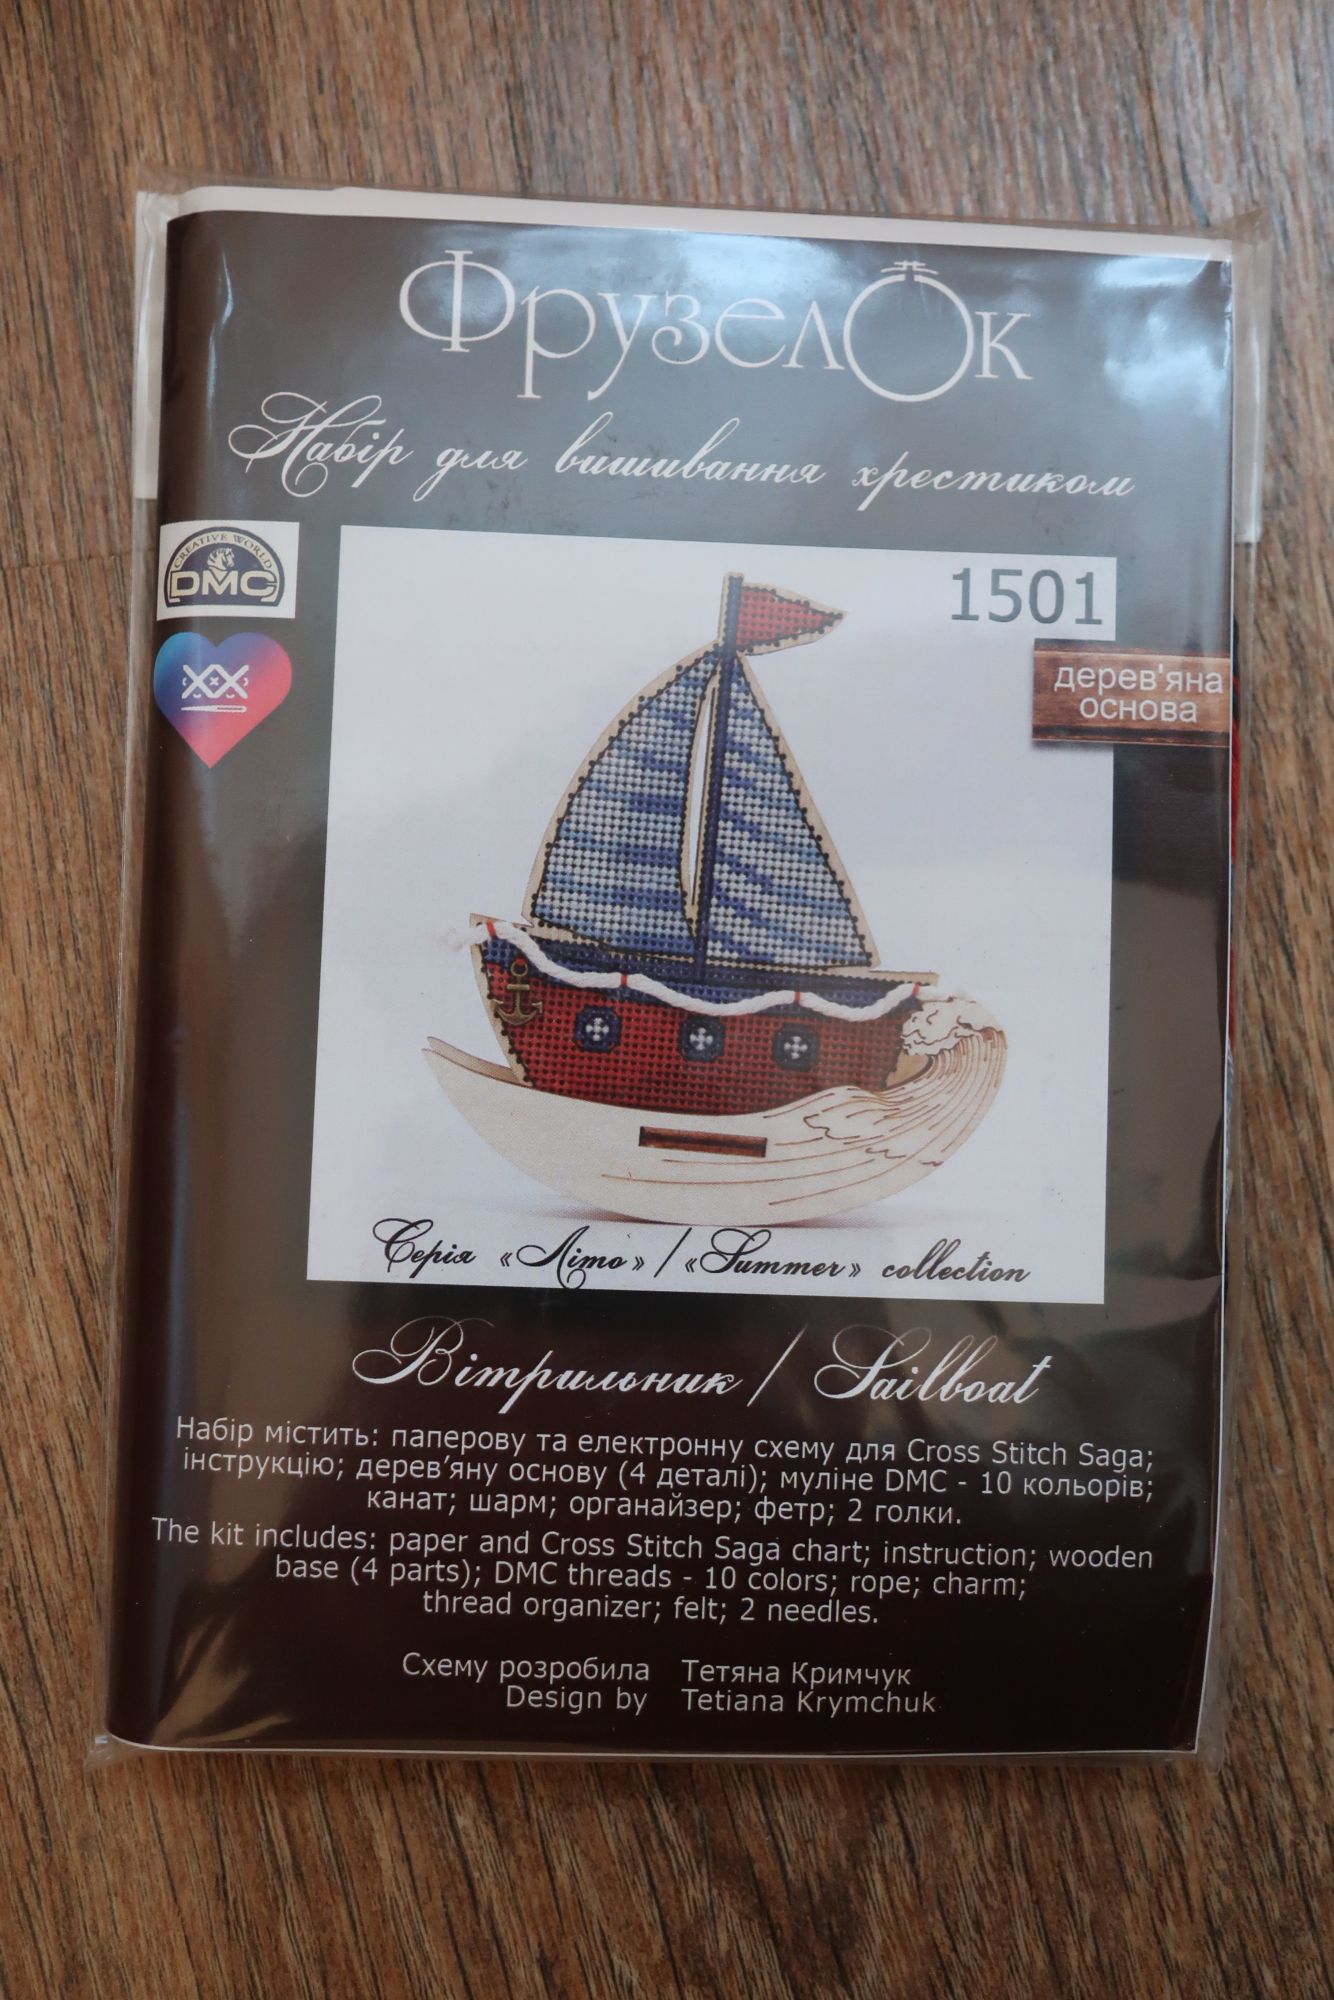 ФрузелОк
Набір для вишивання хрестиком
CREATIVE WORLD
DMC
1501
дерев'яна
основа
Серія «Літо» / «Summer» collection
Вітрильник / Sailboat
Набір містить: паперову та електронну схему для Cross Stitch Saga;
інструкцію; дерев’яну основу (4 деталі); муліне DMC - 10 кольорів;
канат; шарм; органайзер; фетр; 2 голки.
The kit includes: paper and Cross Stitch Saga chart; instruction; wooden
base (4 parts); DMC threads - 10 colors; rope; charm;
thread organizer; felt; 2 needles.
Схему розробила Тетяна Кримчук
Design by Tetiana Krymchuk